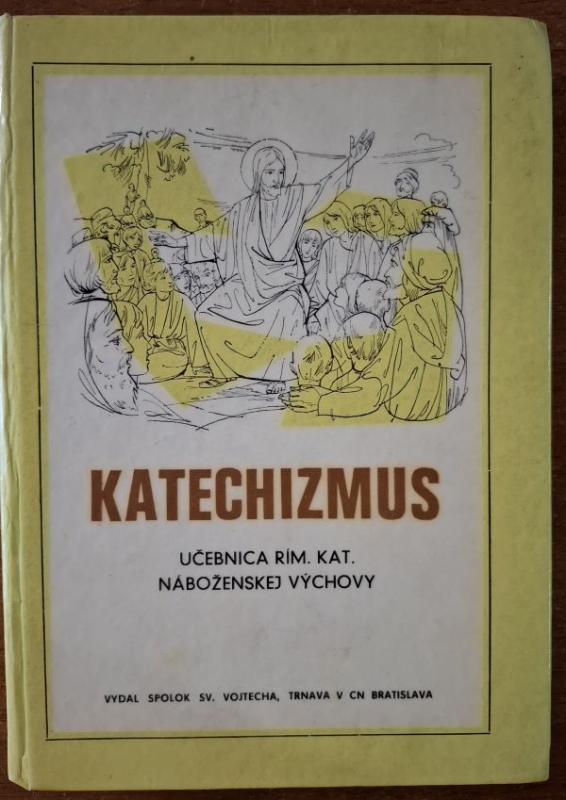 KATECHIZMUS
UČEBNICA RÍM. KAT.
NÁBOŽENSKEJ VÝCHOVY
VYDAL SPOLOK SV. VOJTECHA, TRNAVA V CN BRATISLAVA